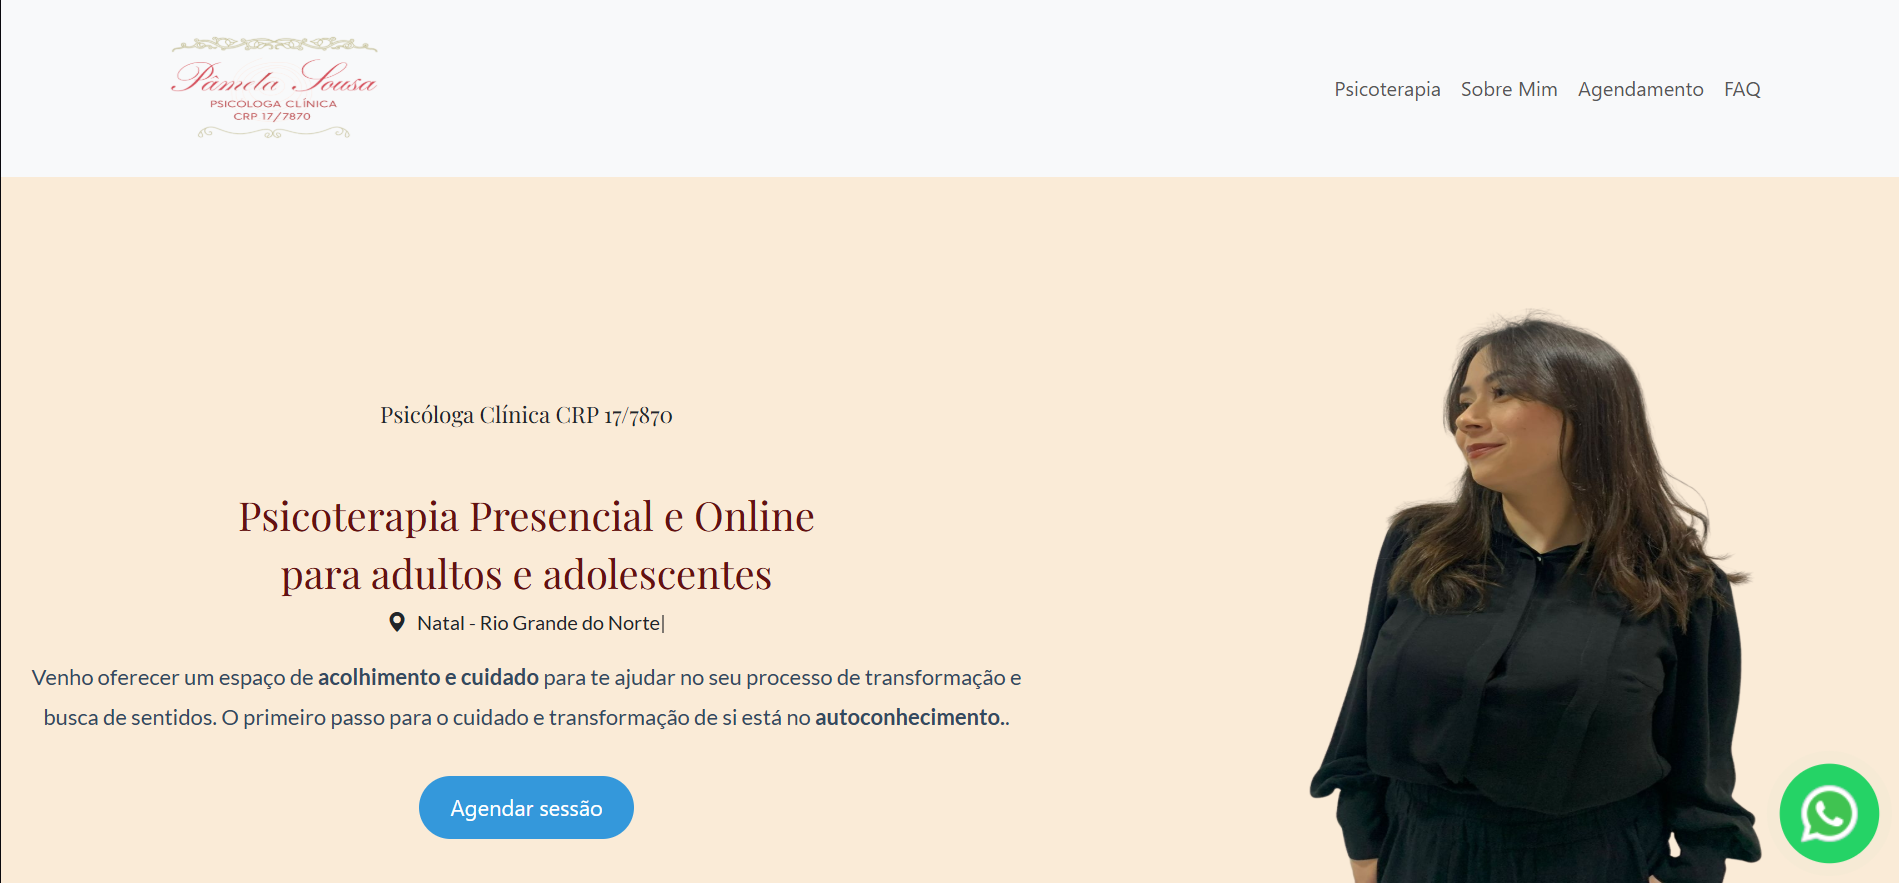 Pâmela Sousa
PSICOLOGA CLÍNICA
CRP 17/7870
Psicoterapia Sobre Mim Agendamento FAQ
Psicóloga Clínica CRP 17/7870
Psicoterapia Presencial e Online
para adultos e adolescentes
Natal - Rio Grande do Norte|
Venho oferecer um espaço de acolhimento e cuidado para te ajudar no seu processo de transformação e
busca de sentidos. O primeiro passo para o cuidado e transformação de si está no autoconhecimento..
Agendar sessão